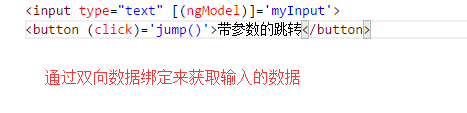 <input type="text" [(ngModel)]='myInput'>
<button (click)='jump()'>带参数的跳转</button>
通过双向数据绑定来获取输入的数据